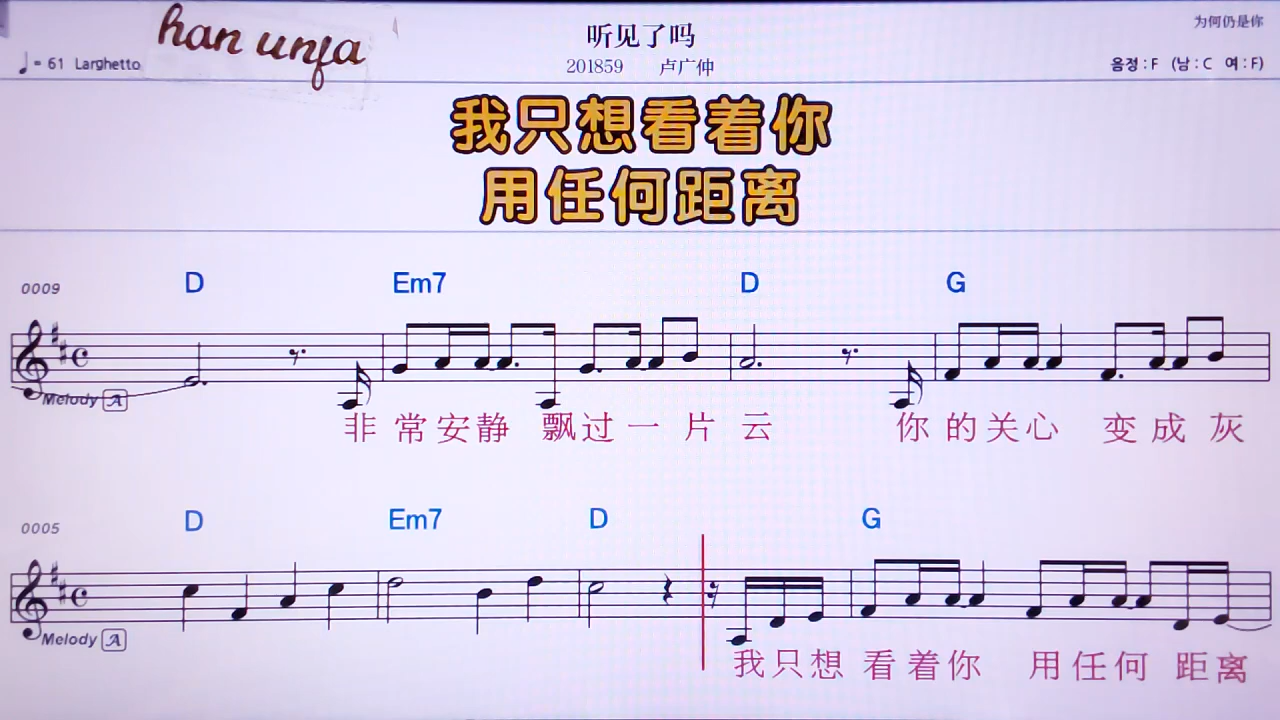 han unfa
为何仍是你
听见了吗
♩= 61 Larghetto
201859 卢广仲
음정 : F (남 : C 여 : F)
我只想看着你
用任何距离
0009 D Em7 D G
Melody A
非常安静 飘过一片云 你的关心 变成灰
0005 D Em7 D G
Melody A
我只想看着你 用任何距离